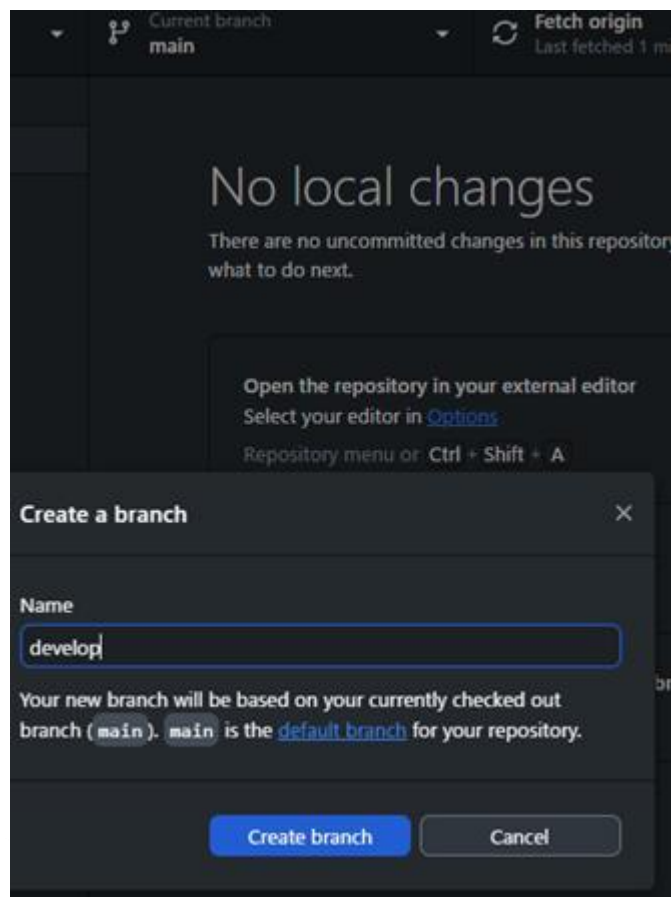 Current branch
main
Fetch origin
Last fetched 1
No local changes
There are no uncommitted changes in this repository
what to do next.
Open the repository in your external editor
Select your editor in Options
Repository menu or Ctrl + Shift + A
Create a branch
Name
develop
br
Your new branch will be based on your currently checked out
branch (main). main is the default branch for your repository.
Create branch
Cancel